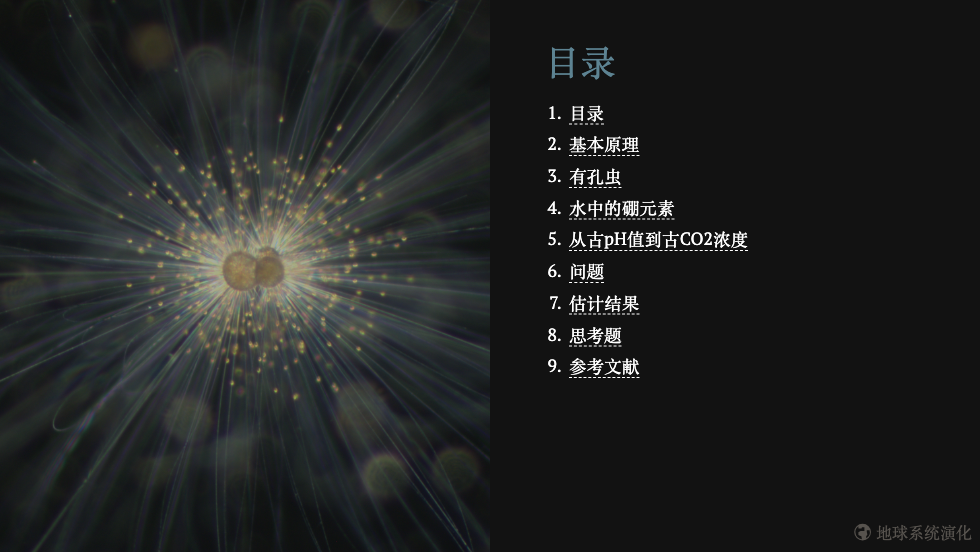 目录
1. 目录
2. 基本原理
3. 有孔虫
4. 水中的硼元素
5. 从古pH值到古CO2浓度
6. 问题
7. 估计结果
8. 思考题
9. 参考文献
地球系统演化